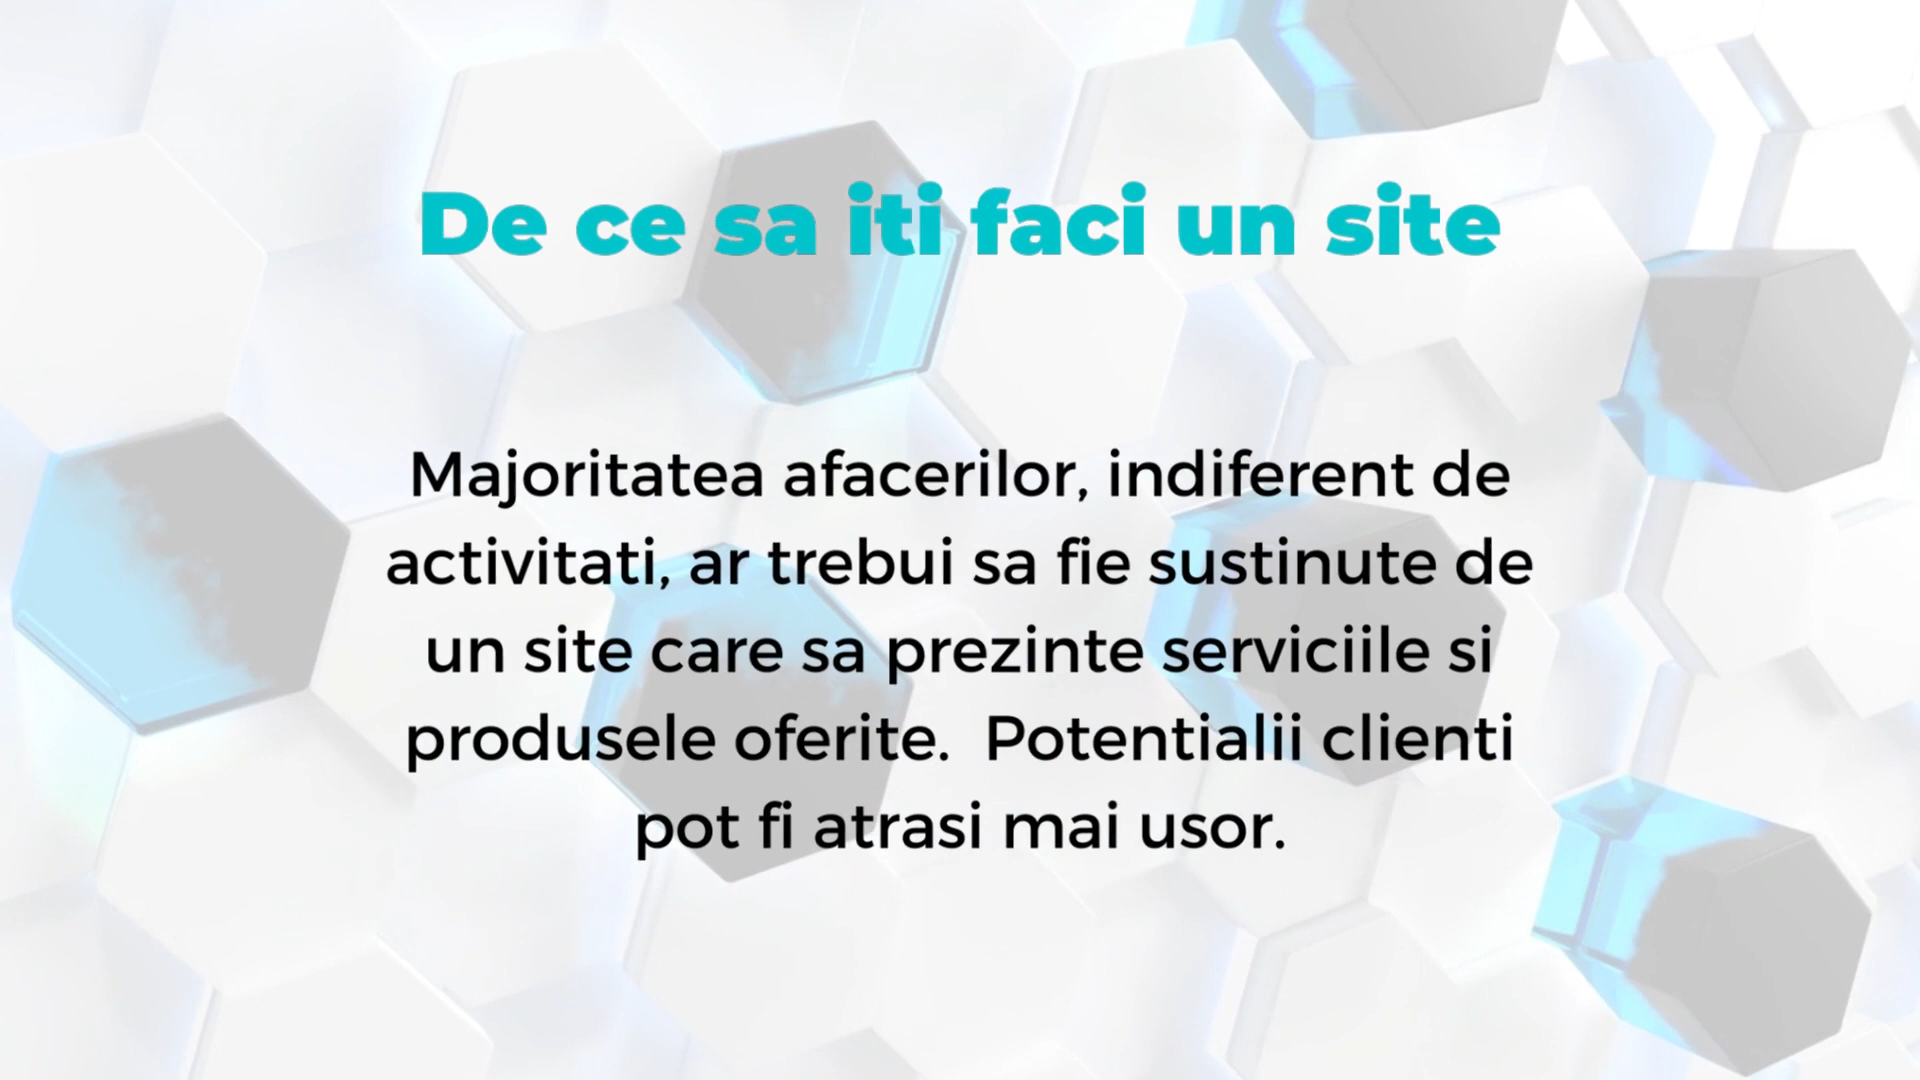 De ce sa iti faci un site
Majoritatea afacerilor, indiferent de
activitati, ar trebui sa fie sustinute de
un site care sa prezinte serviciile si
produsele oferite.  Potentialii clienti
pot fi atrasi mai usor.